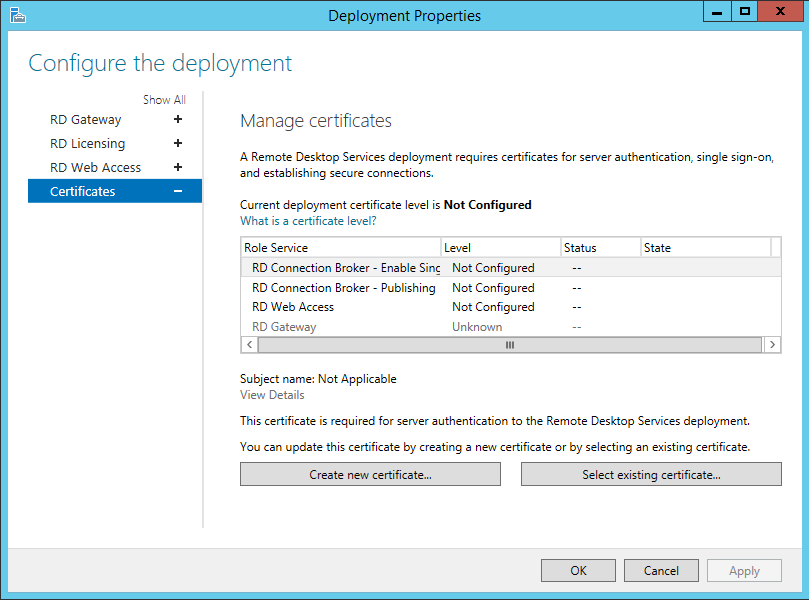 Deployment Properties
Configure the deployment
Show All
RD Gateway +
RD Licensing +
RD Web Access +
Certificates –
Manage certificates
A Remote Desktop Services deployment requires certificates for server authentication, single sign-on,
and establishing secure connections.
Current deployment certificate level is Not Configured
What is a certificate level?
Role Service Level Status State
RD Connection Broker - Enable Sing Not Configured --
RD Connection Broker - Publishing Not Configured --
RD Web Access Not Configured --
RD Gateway Unknown --
Subject name: Not Applicable
View Details
This certificate is required for server authentication to the Remote Desktop Services deployment.
You can update this certificate by creating a new certificate or by selecting an existing certificate.
Create new certificate... Select existing certificate...
OK Cancel Apply